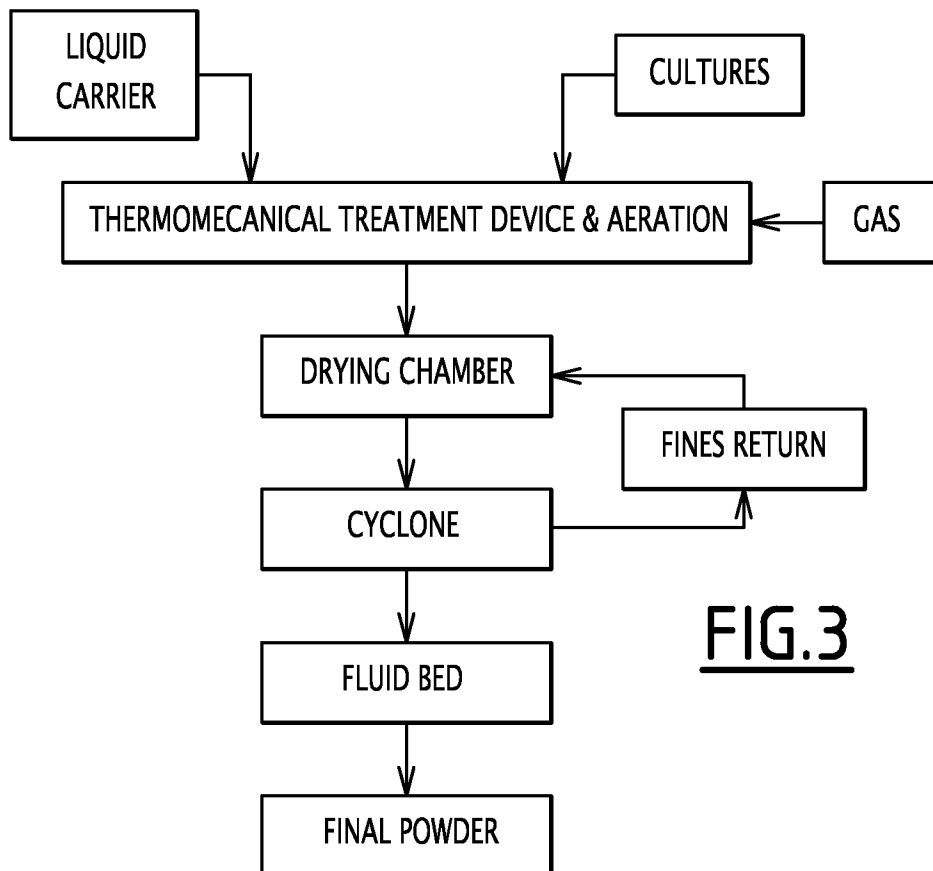 LIQUID
CARRIER
CULTURES
THERMOMECANICAL TREATMENT DEVICE & AERATION
GAS
DRYING CHAMBER
FINES RETURN
CYCLONE
FIG.3
FLUID BED
FINAL POWDER